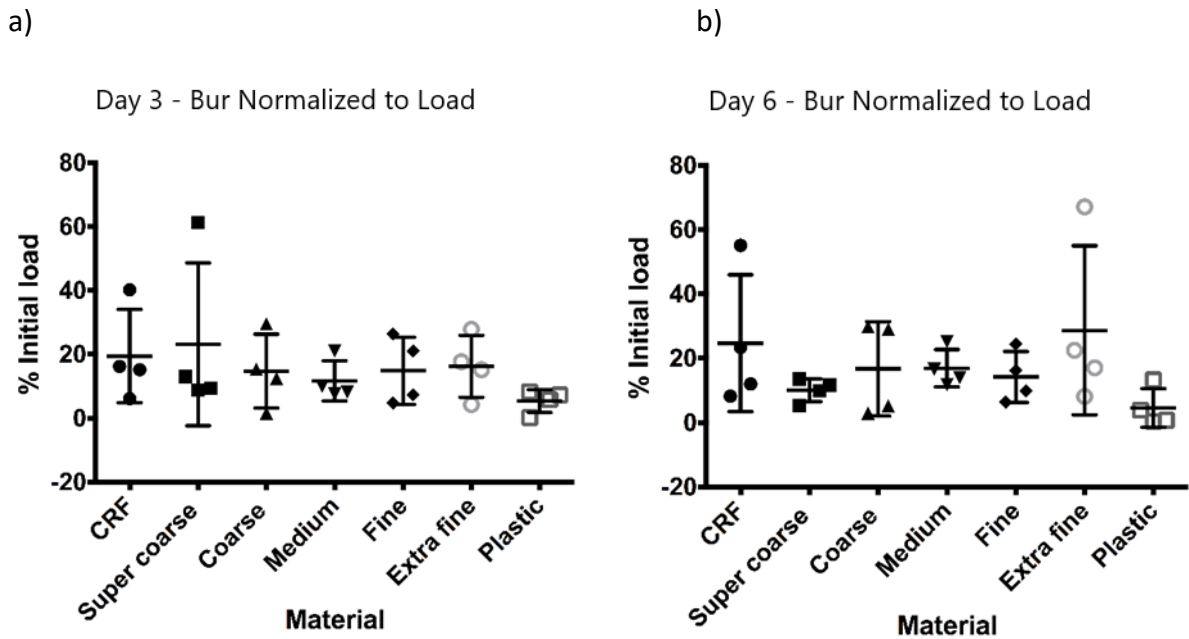 a)
Day 3 - Bur Normalized to Load
80
60
40
20
0
-20
% Initial load
CRF
Super coarse
Coarse
Medium
Fine
Extra fine
Plastic
Material
b)
Day 6 - Bur Normalized to Load
80
60
40
20
0
-20
% Initial load
CRF
Super coarse
Coarse
Medium
Fine
Extra fine
Plastic
Material